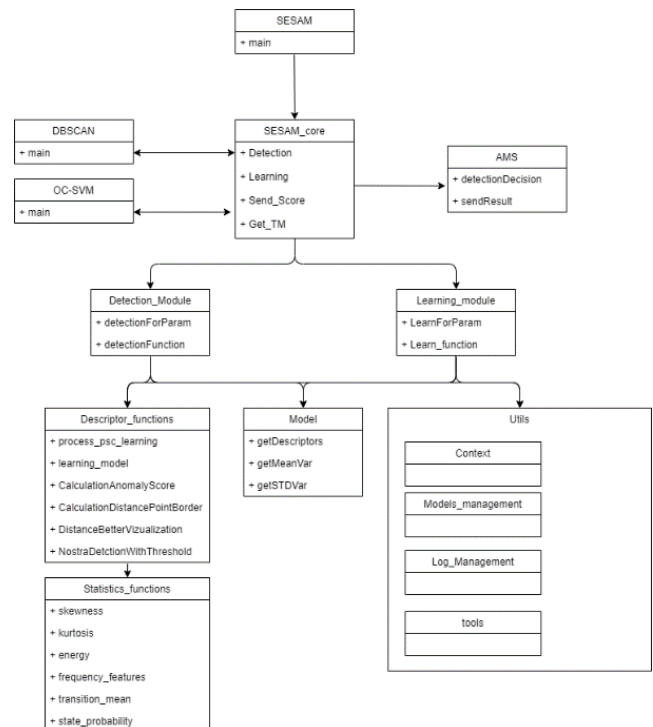 SESAM
+ main
DBSCAN
+ main
SESAM_core
+ Detection
+ Learning
+ Send_Score
+ Get_TM
AMS
+ detectionDecision
+ sendResult
OC-SVM
+ main
Detection_Module
+ detectionForParam
+ detectionFunction
Learning_module
+ LearnForParam
+ Learn_function
Descriptor_functions
+ process_psc_learning
+ learning_model
+ CalculationAnomalyScore
+ CalculationDistancePointBorder
+ DistanceBetterVizualization
+ NostraDetctionWithThreshold
Model
+ getDescriptors
+ getMeanVar
+ getSTDVar
Utils
Context
Models_management
Log_Management
tools
Statistics_functions
+ skewness
+ kurtosis
+ energy
+ frequency_features
+ transition_mean
+ state_probability